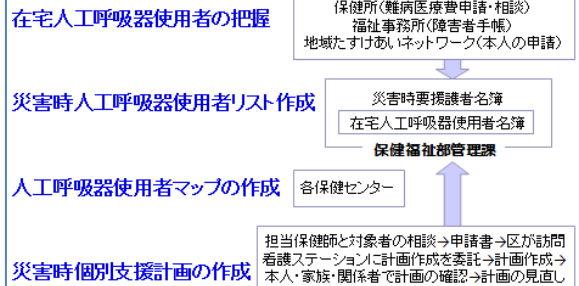 在宅人工呼吸器使用者の把握
保健所(難病医療費申請・相談)
福祉事務所(障害者手帳)
地域たすけあいネットワーク(本人の申請)
災害時人工呼吸器使用者リスト作成
災害時要援護者名簿
在宅人工呼吸器使用者名簿
保健福祉部管理課
人工呼吸器使用者マップの作成
各保健センター
災害時個別支援計画の作成
担当保健師と対象者の相談→申請書→区が訪問
看護ステーションに計画作成を委託→計画作成→
本人・家族・関係者で計画の確認→計画の見直し